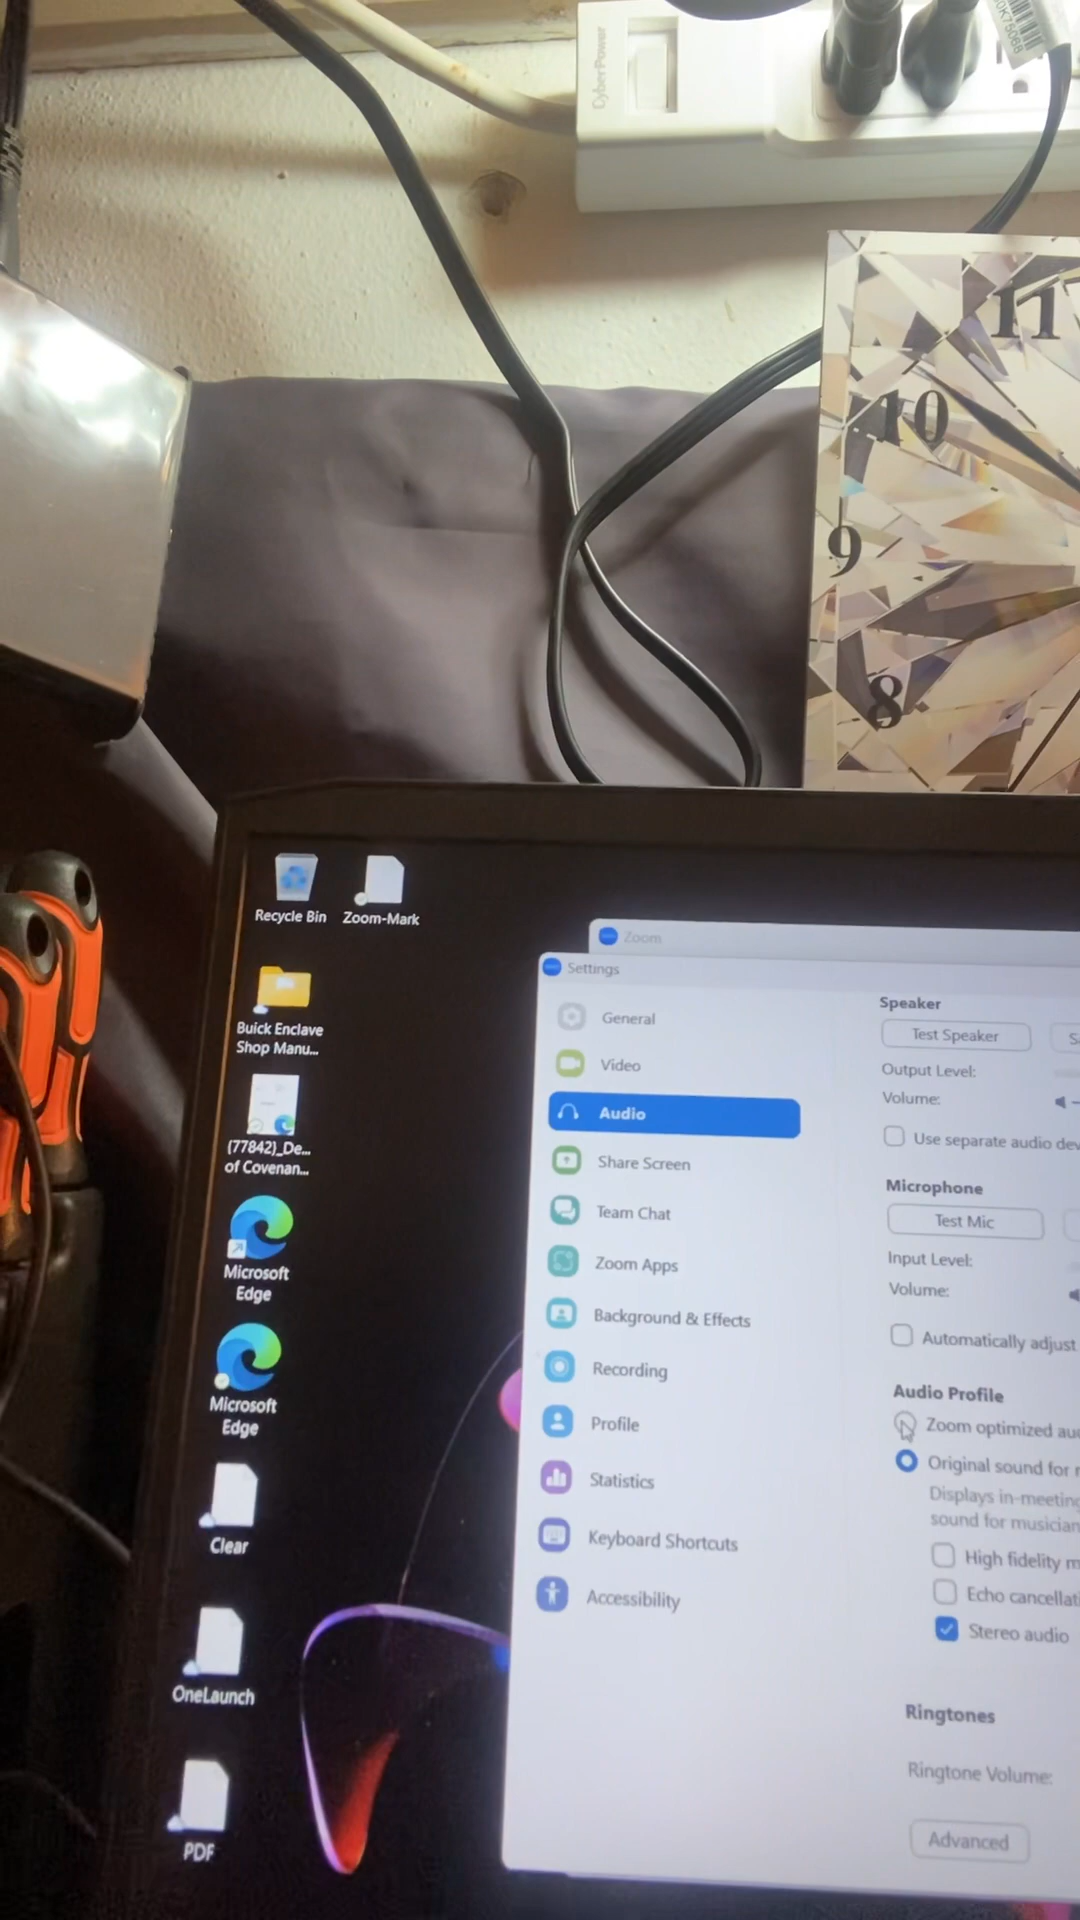 CyberPower
0K75068
11
10
9
8
Recycle Bin
Zoom-Mark
Buick Enclave
Shop Manu...
(77842)_De...
of Covenan...
Microsoft
Edge
Microsoft
Edge
Clear
OneLaunch
PDF
Zoom
Settings
General
Video
Audio
Share Screen
Team Chat
Zoom Apps
Background & Effects
Recording
Profile
Statistics
Keyboard Shortcuts
Accessibility
Speaker
Test Speaker
Output Level:
Volume:
Use separate audio dev
Microphone
Test Mic
Input Level:
Volume:
Automatically adjust
Audio Profile
Zoom optimized au
Original sound for
Displays in-meeting
sound for musician
High fidelity m
Echo cancellat
Stereo audio
Ringtones
Ringtone Volume:
Advanced